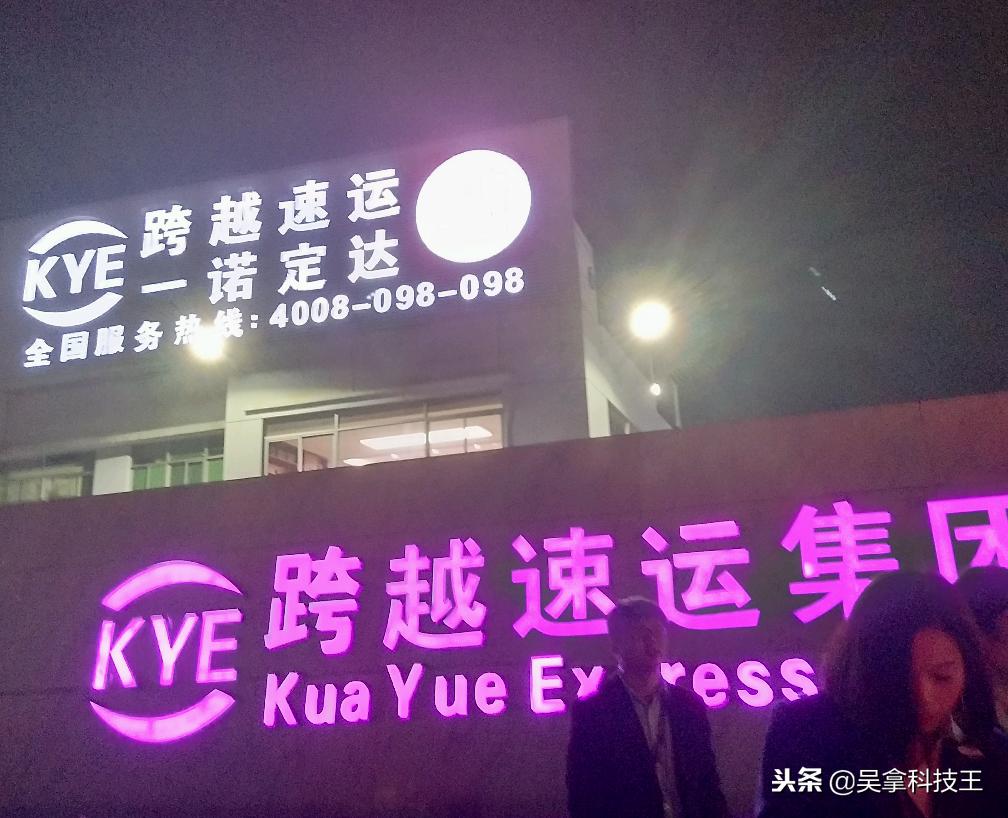 KYE
跨越速运
一诺定达
全国服务热线:4008-098-098
KYE
跨越速运集团
Kua Yue Express
头条 @吴拿科技王